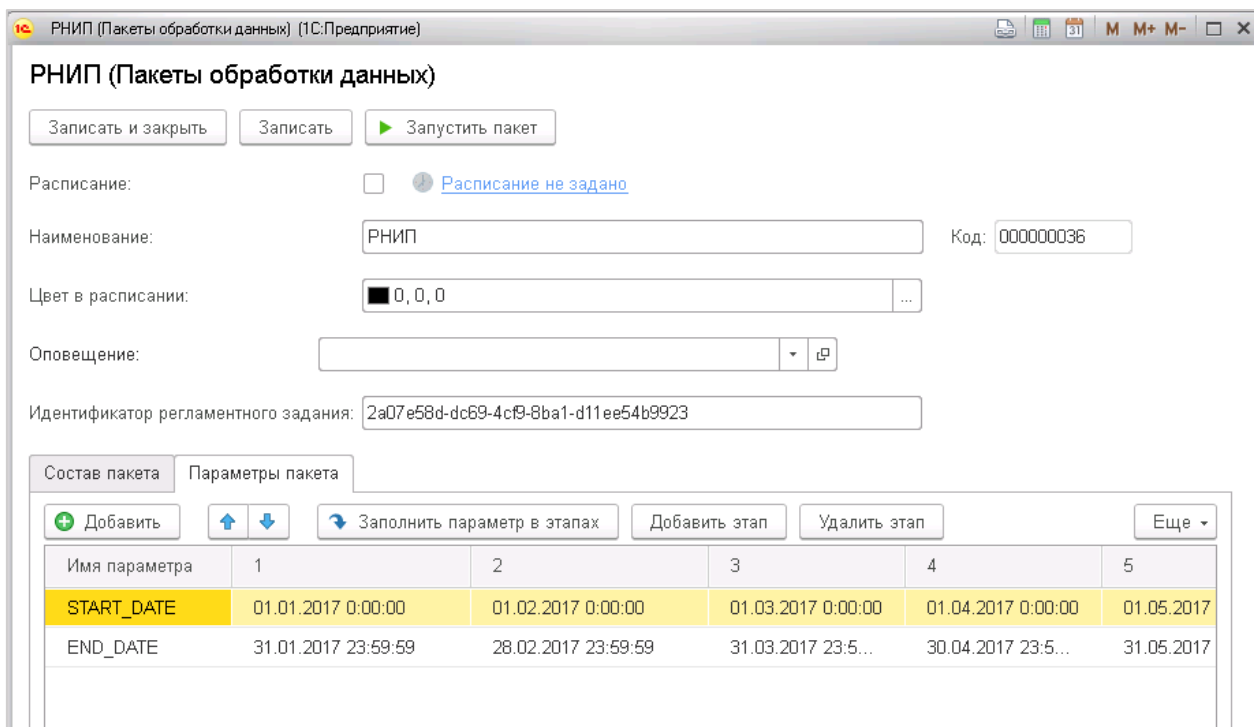 1С РНИП (Пакеты обработки данных) (1С:Предприятие) 31 M M+ M-
РНИП (Пакеты обработки данных)
Записать и закрыть Записать Запустить пакет
Расписание: Расписание не задано
Наименование: РНИП Код: 000000036
Цвет в расписании: 0, 0, 0 ...
Оповещение:
Идентификатор регламентного задания: 2a07e58d-dc69-4cf9-8ba1-d11ee54b9923
Состав пакета Параметры пакета
Добавить Заполнить параметр в этапах Добавить этап Удалить этап Еще
Имя параметра 1 2 3 4 5
START_DATE 01.01.2017 0:00:00 01.02.2017 0:00:00 01.03.2017 0:00:00 01.04.2017 0:00:00 01.05.2017
END_DATE 31.01.2017 23:59:59 28.02.2017 23:59:59 31.03.2017 23:5... 30.04.2017 23:5... 31.05.2017